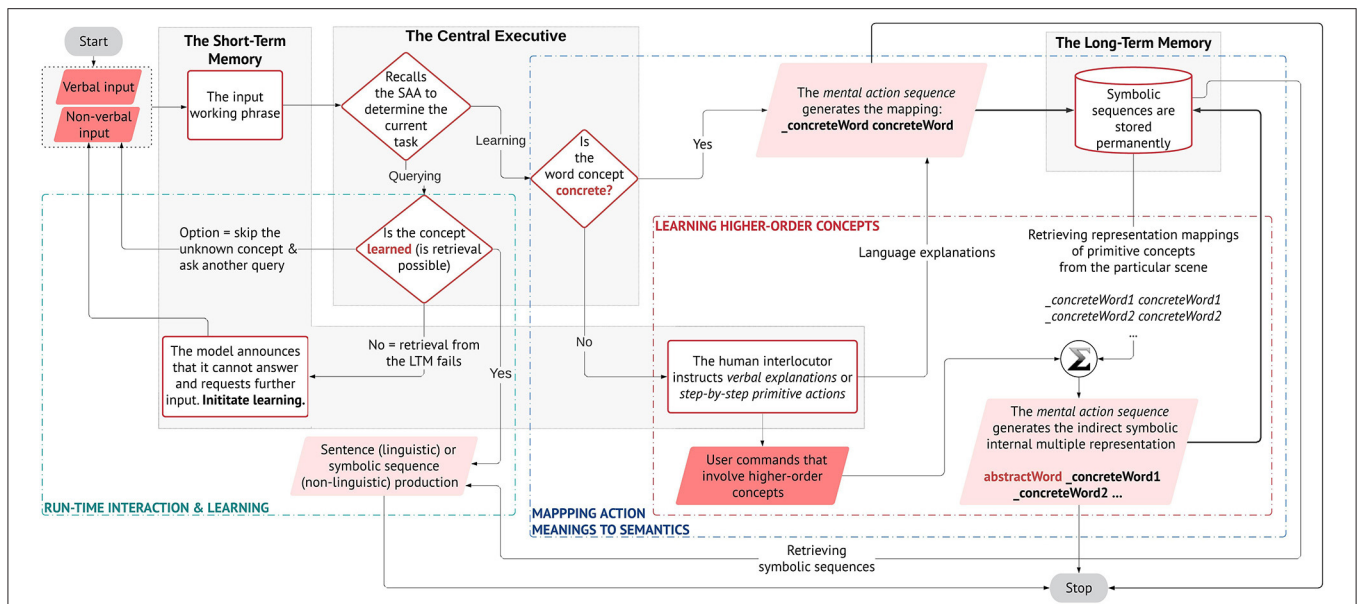 Start
Verbal input
Non-verbal
input
The Short-Term
Memory
The input
working phrase
The Central Executive
Recalls
the SAA to
determine the
current
task
Learning
Querying
Is
the
word concept
concrete?
Yes
No
The mental action sequence
generates the mapping:
_concreteWord concreteWord
The Long-Term Memory
Symbolic
sequences are
stored
permanently
Is the concept
learned (is retrieval
possible)
Option = skip the
unknown concept &
ask another query
No = retrieval from
the LTM fails
Yes
The model announces
that it cannot answer
and requests further
input. Inititate learning.
Sentence (linguistic) or
symbolic sequence
(non-linguistic) production
RUN-TIME INTERACTION & LEARNING
LEARNING HIGHER-ORDER CONCEPTS
Language explanations
Retrieving representation mappings
of primitive concepts
from the particular scene
_concreteWord1 concreteWord1
_concreteWord2 concreteWord2
...
Σ
The human interlocutor
instructs verbal explanations or
step-by-step primitive actions
User commands that
involve higher-order
concepts
The mental action sequence
generates the indirect symbolic
internal multiple representation
abstractWord _concreteWord1
_concreteWord2 ...
MAPPPING ACTION
MEANINGS TO SEMANTICS
Retrieving
symbolic sequences
Stop